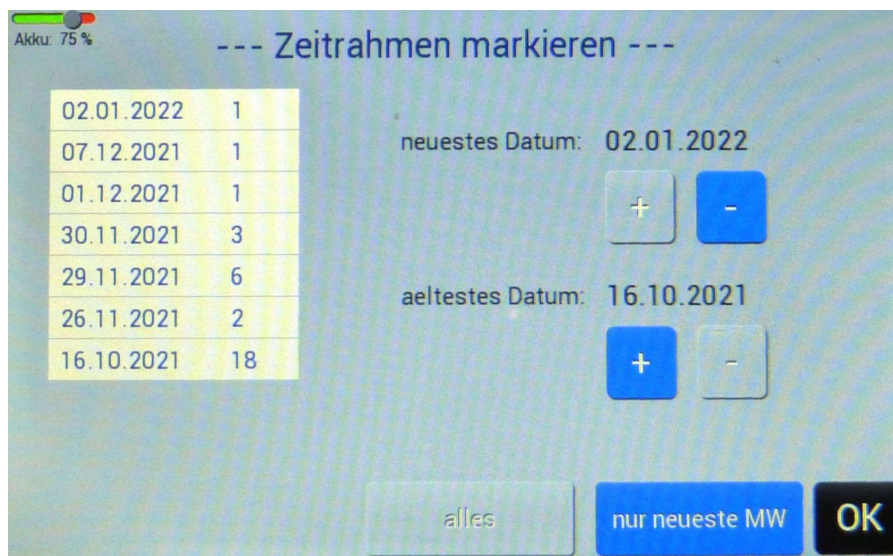 Akku: 75 %
--- Zeitrahmen markieren ---
02.01.2022 1
07.12.2021 1
01.12.2021 1
30.11.2021 3
29.11.2021 6
26.11.2021 2
16.10.2021 18
neuestes Datum: 02.01.2022
+ -
aeltestes Datum: 16.10.2021
+ -
alles
nur neueste MW
OK